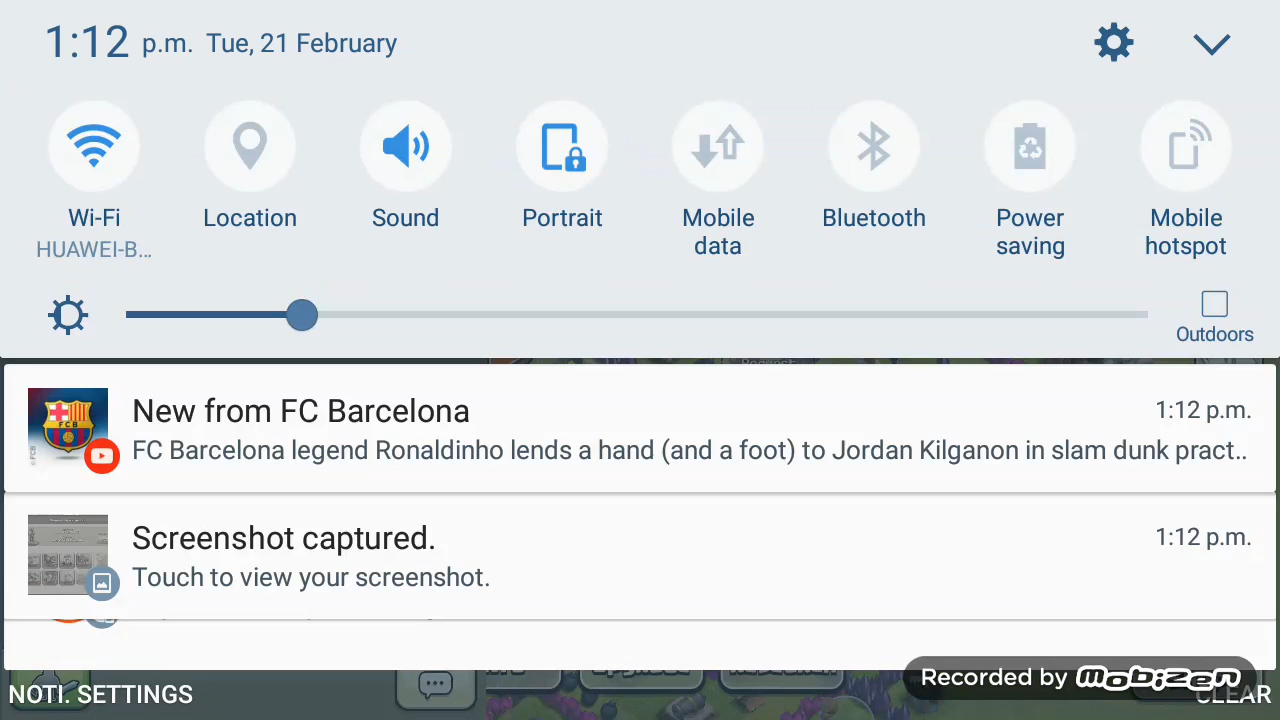 1:12 p.m. Tue, 21 February
Wi-Fi
HUAWEI-B...
Location
Sound
Portrait
Mobile
data
Bluetooth
Power
saving
Mobile
hotspot
Outdoors
Request
FCB
New from FC Barcelona
1:12 p.m.
FC Barcelona legend Ronaldinho lends a hand (and a foot) to Jordan Kilganon in slam dunk pract..
Screenshot captured.
1:12 p.m.
Touch to view your screenshot.
Recorded by mobizen
NOTI. SETTINGS
CLEAR